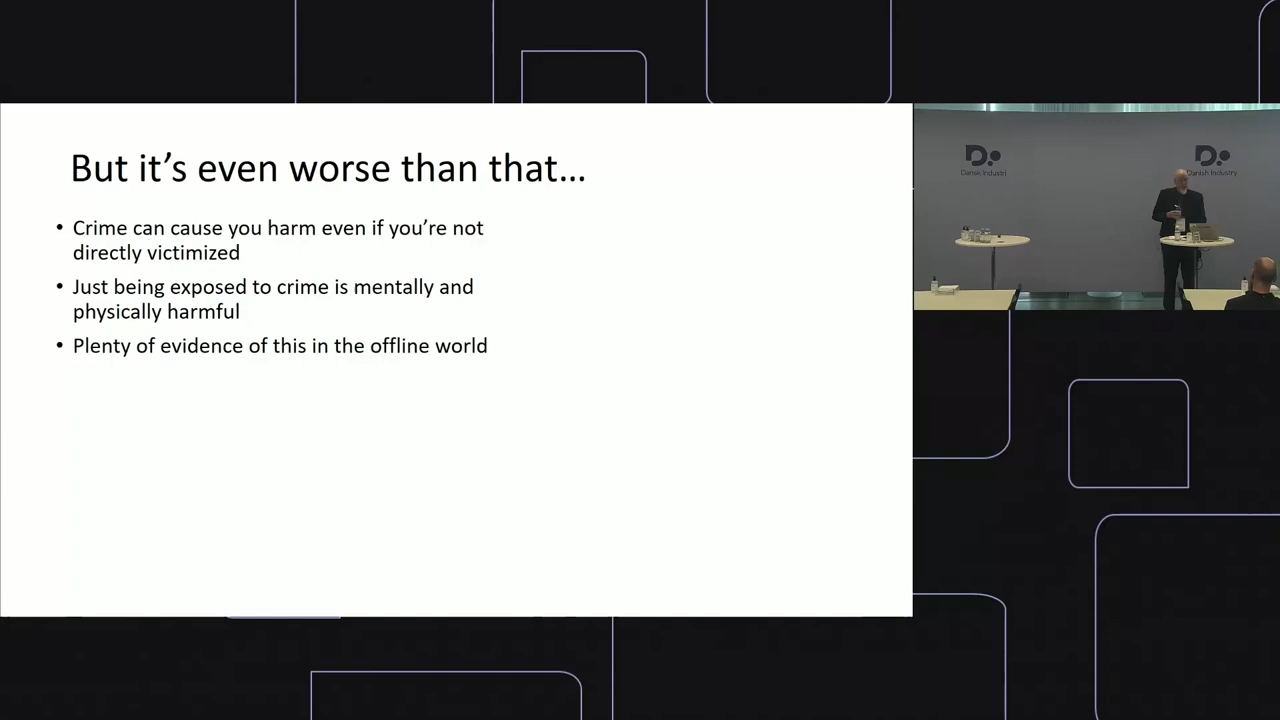 But it's even worse than that...
• Crime can cause you harm even if you're not
directly victimized
• Just being exposed to crime is mentally and
physically harmful
• Plenty of evidence of this in the offline world
Dansk Industri
Danish Industry